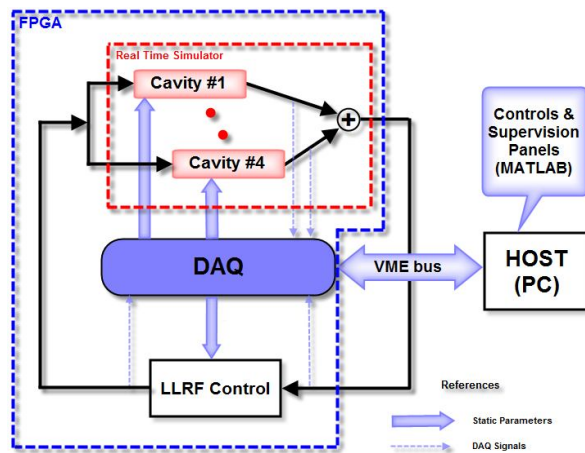 FPGA
Real Time Simulator
Cavity #1
Cavity #4
+
Controls &
Supervision
Panels
(MATLAB)
DAQ
VME bus
HOST
(PC)
LLRF Control
References
Static Parameters
DAQ Signals